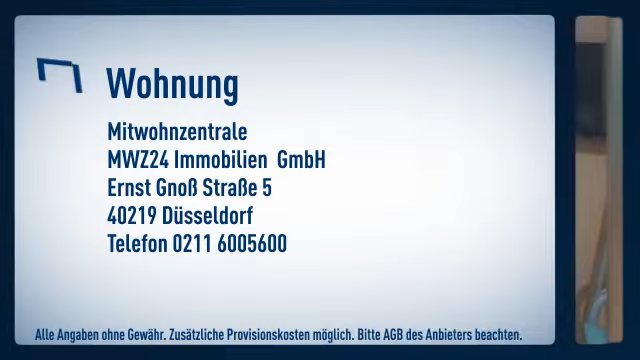 Wohnung
Mitwohnzentrale
MWZ24 Immobilien GmbH
Ernst Gnoß Straße 5
40219 Düsseldorf
Telefon 0211 6005600
Alle Angaben ohne Gewähr. Zusätzliche Provisionskosten möglich. Bitte AGB des Anbieters beachten.